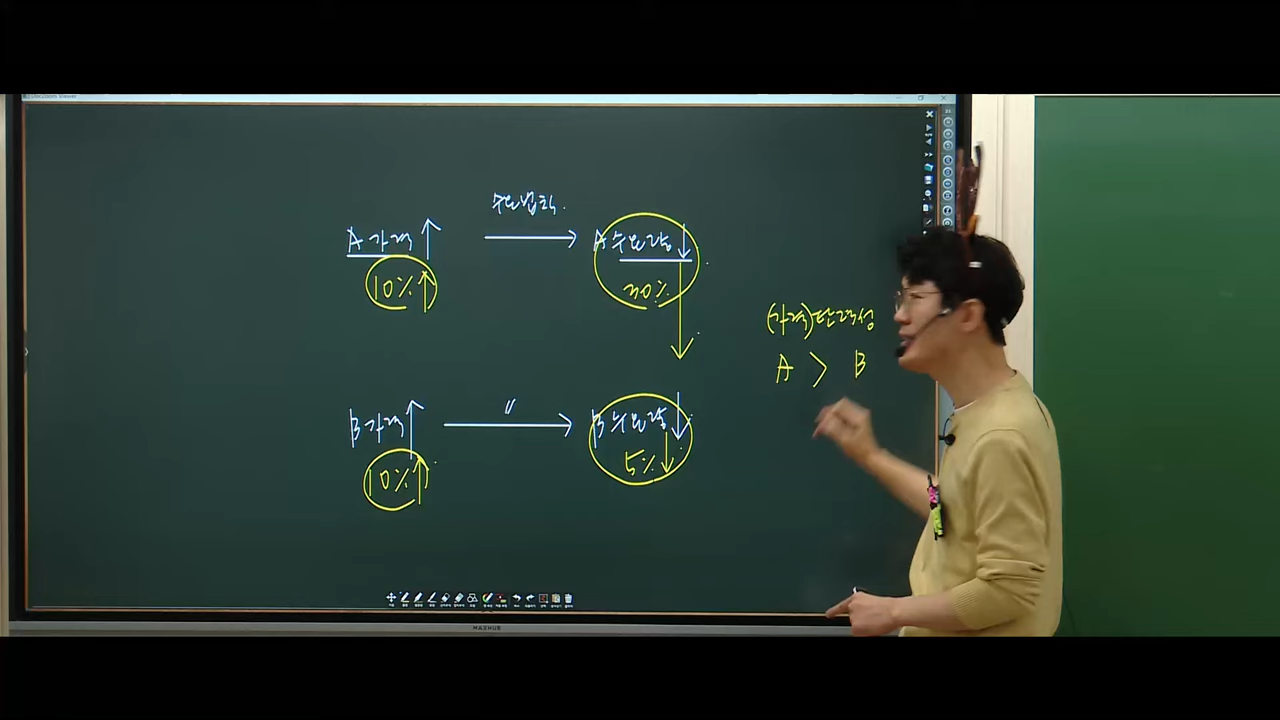 수요법칙.
A 가격↑ → A 수요량↓
10%↑ 30%
(가격)탄력성
A > B
B 가격↑ 〃 → B 수요량↓
10%↑ 5%↓
MAXHUB